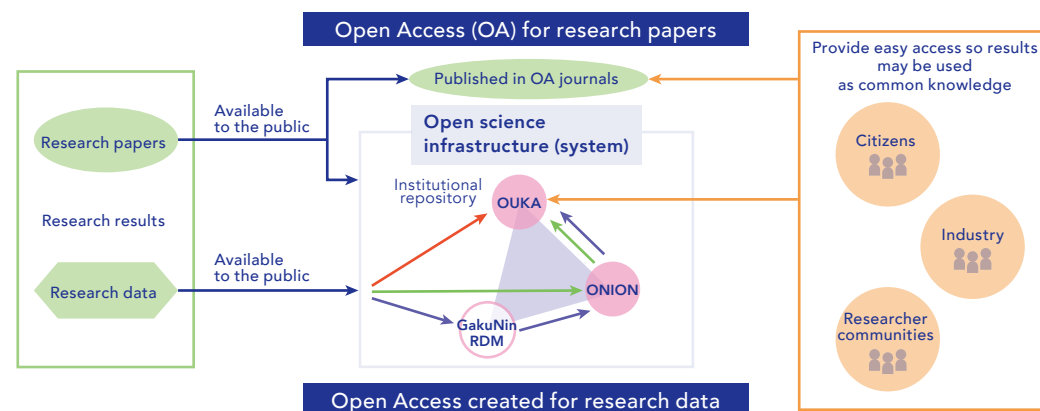 Open Access (OA) for research papers
Research papers
Research results
Research data
Available
to the public
Available
to the public
Published in OA journals
Open science
infrastructure (system)
Institutional
repository
OUKA
ONION
GakuNin
RDM
Provide easy access so results
may be used
as common knowledge
Citizens
Industry
Researcher
communities
Open Access created for research data